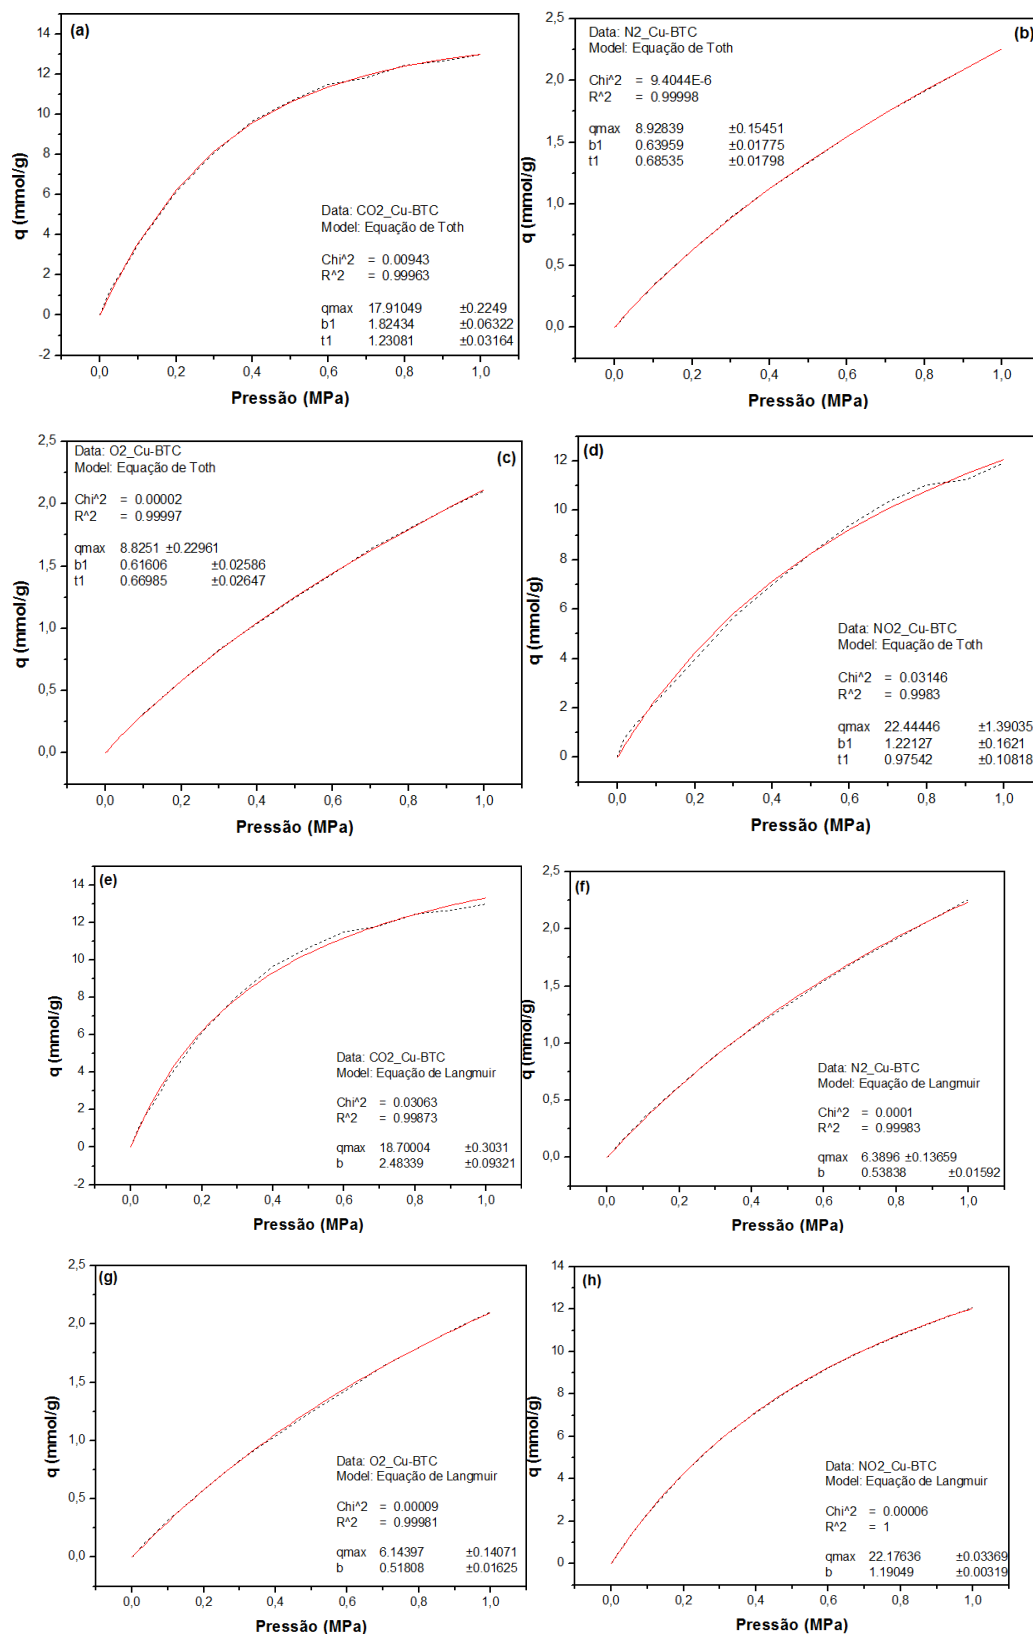 (a)
14
12
10
8
6
4
2
0
-2
q (mmol/g)
Data: CO2_Cu-BTC
Model: Equação de Toth
Chi^2 = 0.00943
R^2 = 0.99963
qmax 17.91049 ±0.2249
b1 1.82434 ±0.06322
t1 1.23081 ±0.03164
0,0 0,2 0,4 0,6 0,8 1,0
Pressão (MPa)
(b)
2,5
2,0
1,5
1,0
0,5
0,0
q (mmol/g)
Data: N2_Cu-BTC
Model: Equação de Toth
Chi^2 = 9.4044E-6
R^2 = 0.99998
qmax 8.92839 ±0.15451
b1 0.63959 ±0.01775
t1 0.68535 ±0.01798
0,0 0,2 0,4 0,6 0,8 1,0
Pressão (MPa)
(c)
2,5
2,0
1,5
1,0
0,5
0,0
q (mmol/g)
Data: O2_Cu-BTC
Model: Equação de Toth
Chi^2 = 0.00002
R^2 = 0.99997
qmax 8.8251 ±0.22961
b1 0.61606 ±0.02586
t1 0.66985 ±0.02647
0,0 0,2 0,4 0,6 0,8 1,0
Pressão (MPa)
(d)
12
10
8
6
4
2
0
q (mmol/g)
Data: NO2_Cu-BTC
Model: Equação de Toth
Chi^2 = 0.03146
R^2 = 0.9983
qmax 22.44446 ±1.39035
b1 1.22127 ±0.1621
t1 0.97542 ±0.10818
0,0 0,2 0,4 0,6 0,8 1,0
Pressão (MPa)
(e)
14
12
10
8
6
4
2
0
-2
q (mmol/g)
Data: CO2_Cu-BTC
Model: Equação de Langmuir
Chi^2 = 0.03063
R^2 = 0.99873
qmax 18.70004 ±0.3031
b 2.48339 ±0.09321
0,0 0,2 0,4 0,6 0,8 1,0
Pressão (MPa)
(f)
2,5
2,0
1,5
1,0
0,5
0,0
q (mmol/g)
Data: N2_Cu-BTC
Model: Equação de Langmuir
Chi^2 = 0.0001
R^2 = 0.99983
qmax 6.3896 ±0.13659
b 0.53838 ±0.01592
0,0 0,2 0,4 0,6 0,8 1,0
Pressão (MPa)
(g)
2,5
2,0
1,5
1,0
0,5
0,0
q (mmol/g)
Data: O2_Cu-BTC
Model: Equação de Langmuir
Chi^2 = 0.00009
R^2 = 0.99981
qmax 6.14397 ±0.14071
b 0.51808 ±0.01625
0,0 0,2 0,4 0,6 0,8 1,0
Pressão (MPa)
(h)
14
12
10
8
6
4
2
0
q (mmol/g)
Data: NO2_Cu-BTC
Model: Equação de Langmuir
Chi^2 = 0.00006
R^2 = 1
qmax 22.17636 ±0.03369
b 1.19049 ±0.00319
0,0 0,2 0,4 0,6 0,8 1,0
Pressão (MPa)